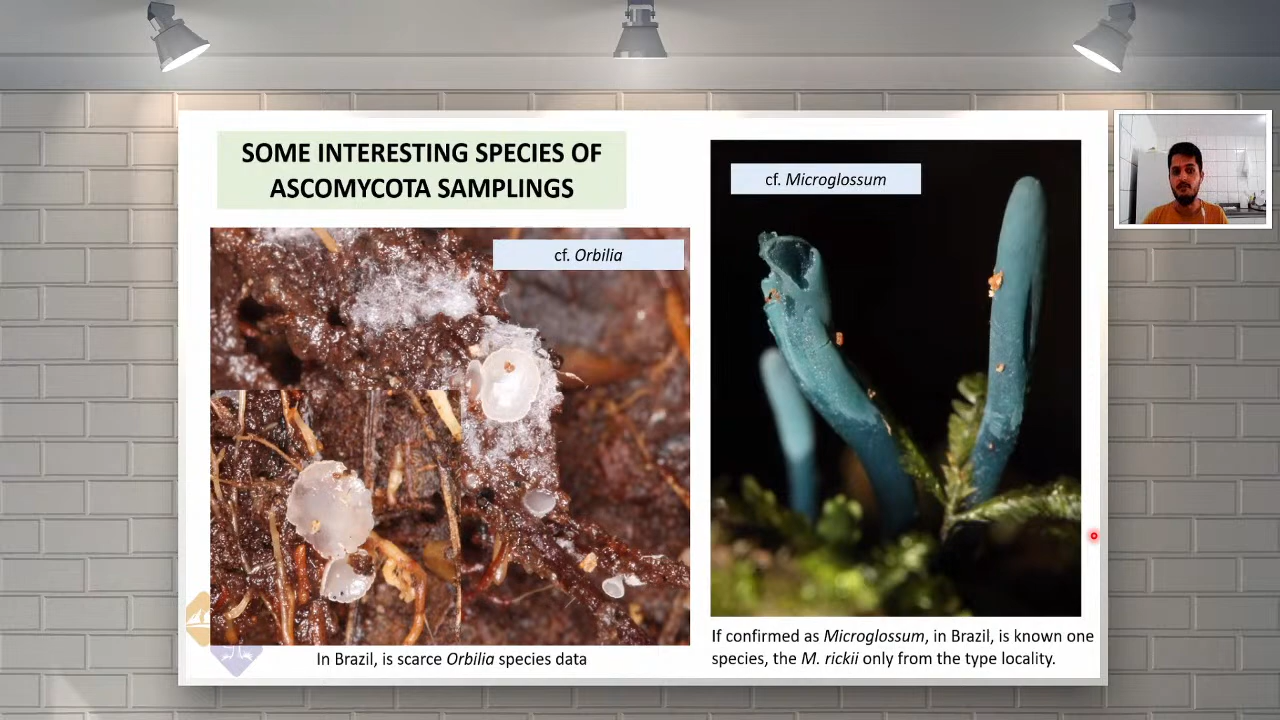 SOME INTERESTING SPECIES OF
ASCOMYCOTA SAMPLINGS
cf. Orbilia
In Brazil, is scarce Orbilia species data
cf. Microglossum
If confirmed as Microglossum, in Brazil, is known one
species, the M. rickii only from the type locality.